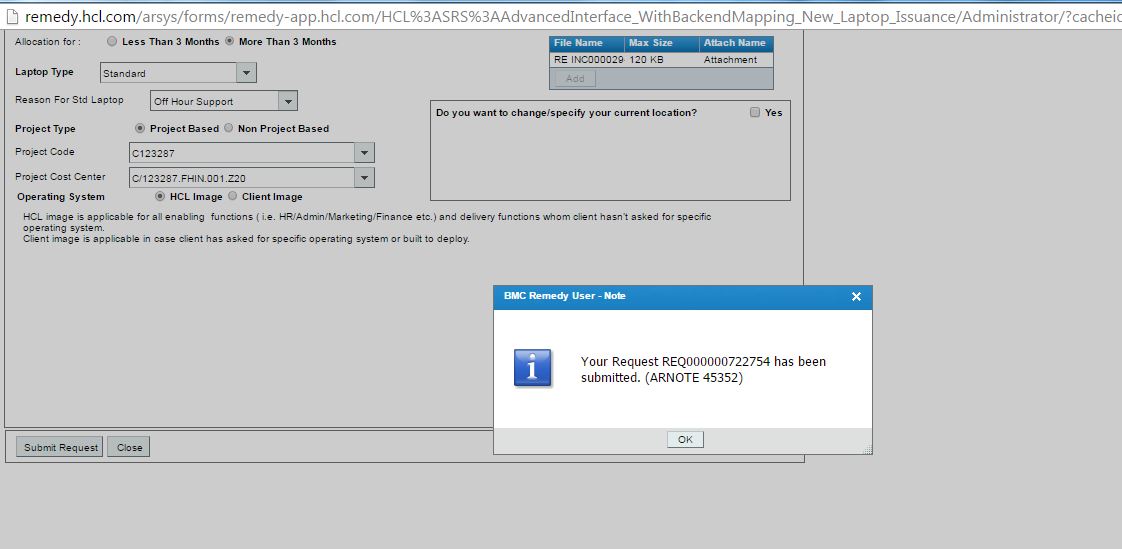 remedy.hcl.com/arsys/forms/remedy-app.hcl.com/HCL%3ASRS%3AAdvancedInterface_WithBackendMapping_New_Laptop_Issuance/Administrator/?cacheid
Allocation for : Less Than 3 Months More Than 3 Months
File Name Max Size Attach Name
RE INC000029 120 KB Attachment
Add
Laptop Type Standard
Reason For Std Laptop Off Hour Support
Do you want to change/specify your current location? Yes
Project Type Project Based Non Project Based
Project Code C123287
Project Cost Center C/123287.FHIN.001.Z20
Operating System HCL Image Client Image
HCL image is applicable for all enabling functions ( i.e. HR/Admin/Marketing/Finance etc.) and delivery functions whom client hasn't asked for specific
operating system.
Client image is applicable in case client has asked for specific operating system or built to deploy.
BMC Remedy User - Note
Your Request REQ000000722754 has been
submitted. (ARNOTE 45352)
OK
Submit Request Close